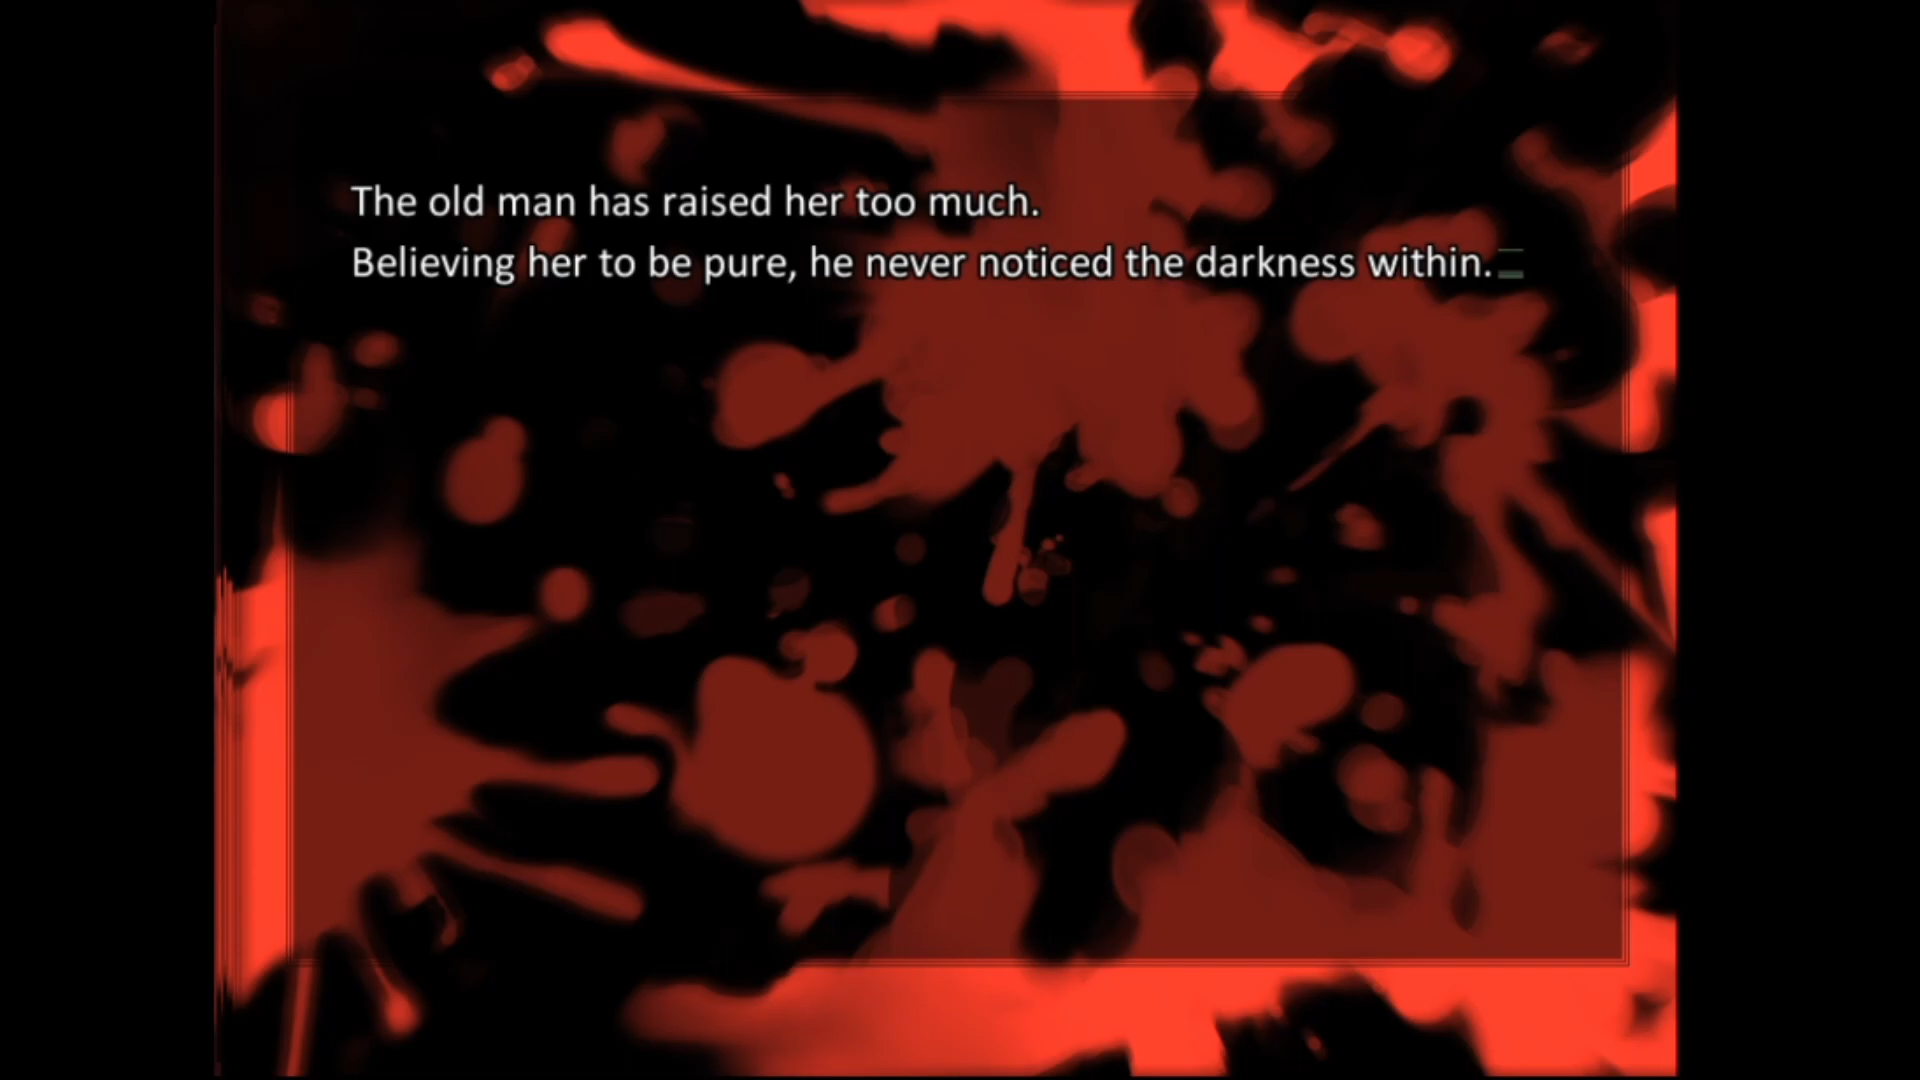 The old man has raised her too much.
Believing her to be pure, he never noticed the darkness within.